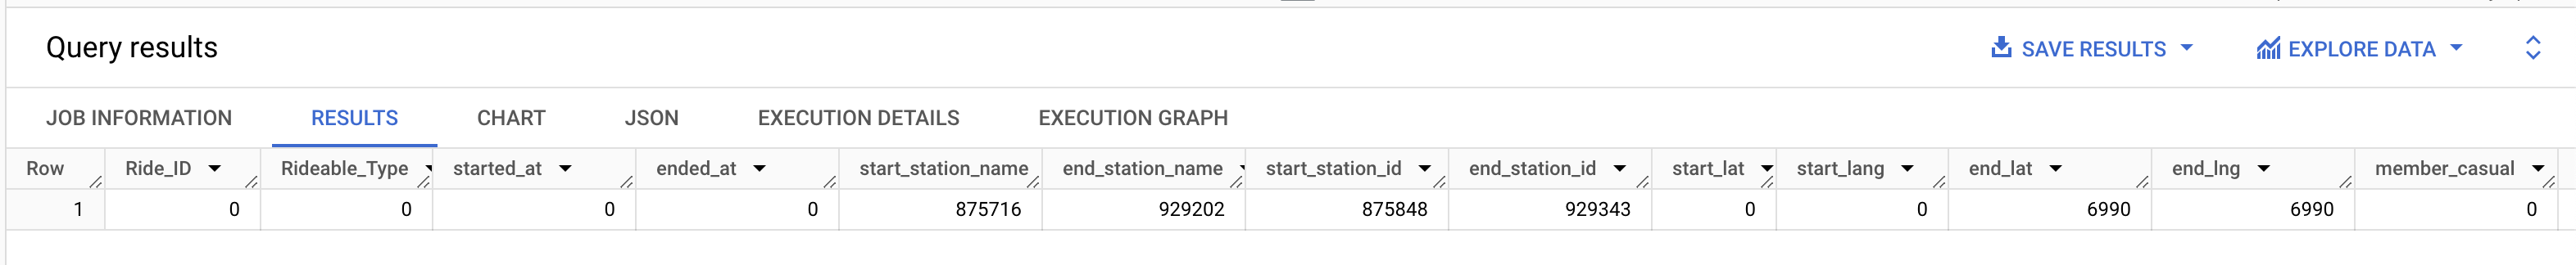 Query results SAVE RESULTS EXPLORE DATA
JOB INFORMATION RESULTS CHART JSON EXECUTION DETAILS EXECUTION GRAPH
Row Ride_ID Rideable_Type started_at ended_at start_station_name end_station_name start_station_id end_station_id start_lat start_lang end_lat end_lng member_casual
1 0 0 0 0 875716 929202 875848 929343 0 0 6990 6990 0